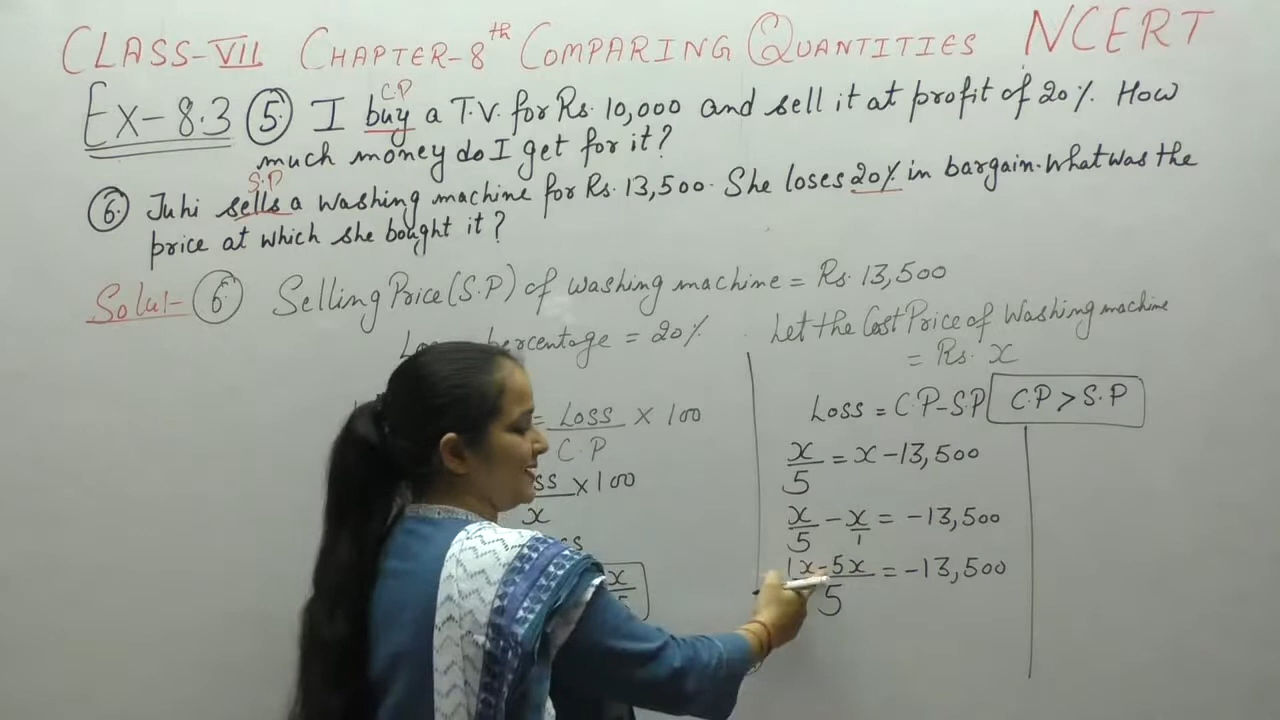 CLASS-VII CHAPTER-8th COMPARING QUANTITIES NCERT
C.P
Ex-8.3 5. I buy a T.V. for Rs. 10,000 and sell it at profit of 20%. How
much money do I get for it?
S.P
6. Juhi sells a washing machine for Rs. 13,500. She loses 20% in bargain. What was the
price at which she bought it?
Solu- 6. Selling Price (S.P) of washing machine = Rs. 13,500
percentage = 20%
= Loss × 100
C.P
× 100
x
x
Let the Cost Price of Washing machine
= Rs. x
Loss = C.P-SP C.P > S.P
x/5 = x - 13,500
x/5 - x/1 = -13,500
1x-5x/5 = -13,500